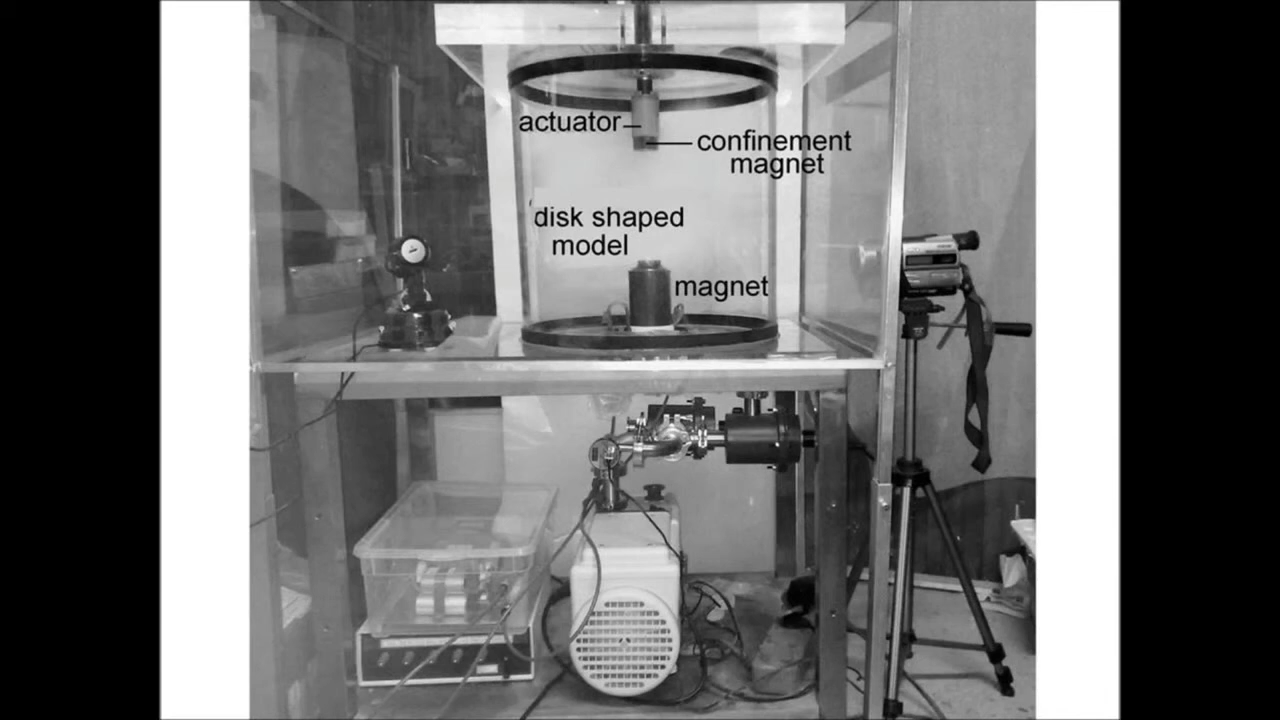 actuator
confinement
magnet
disk shaped
model
magnet